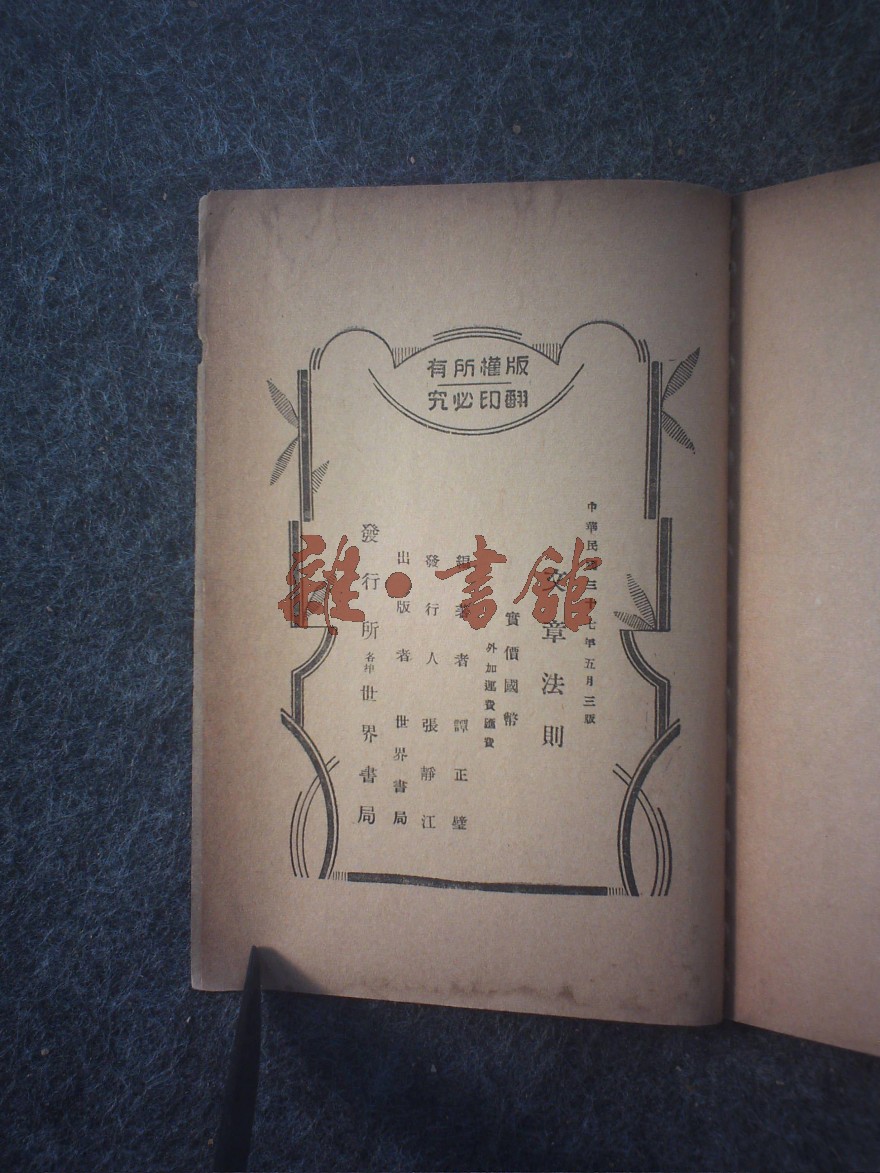 版權所有
翻印必究
中華民國三十七年五月三版
文章法則
實價國幣
外加運費匯費
編著者 譚正璧
發行人 張靜江
出版者 世界書局
發行所 各埠 世界書局
雜·書館